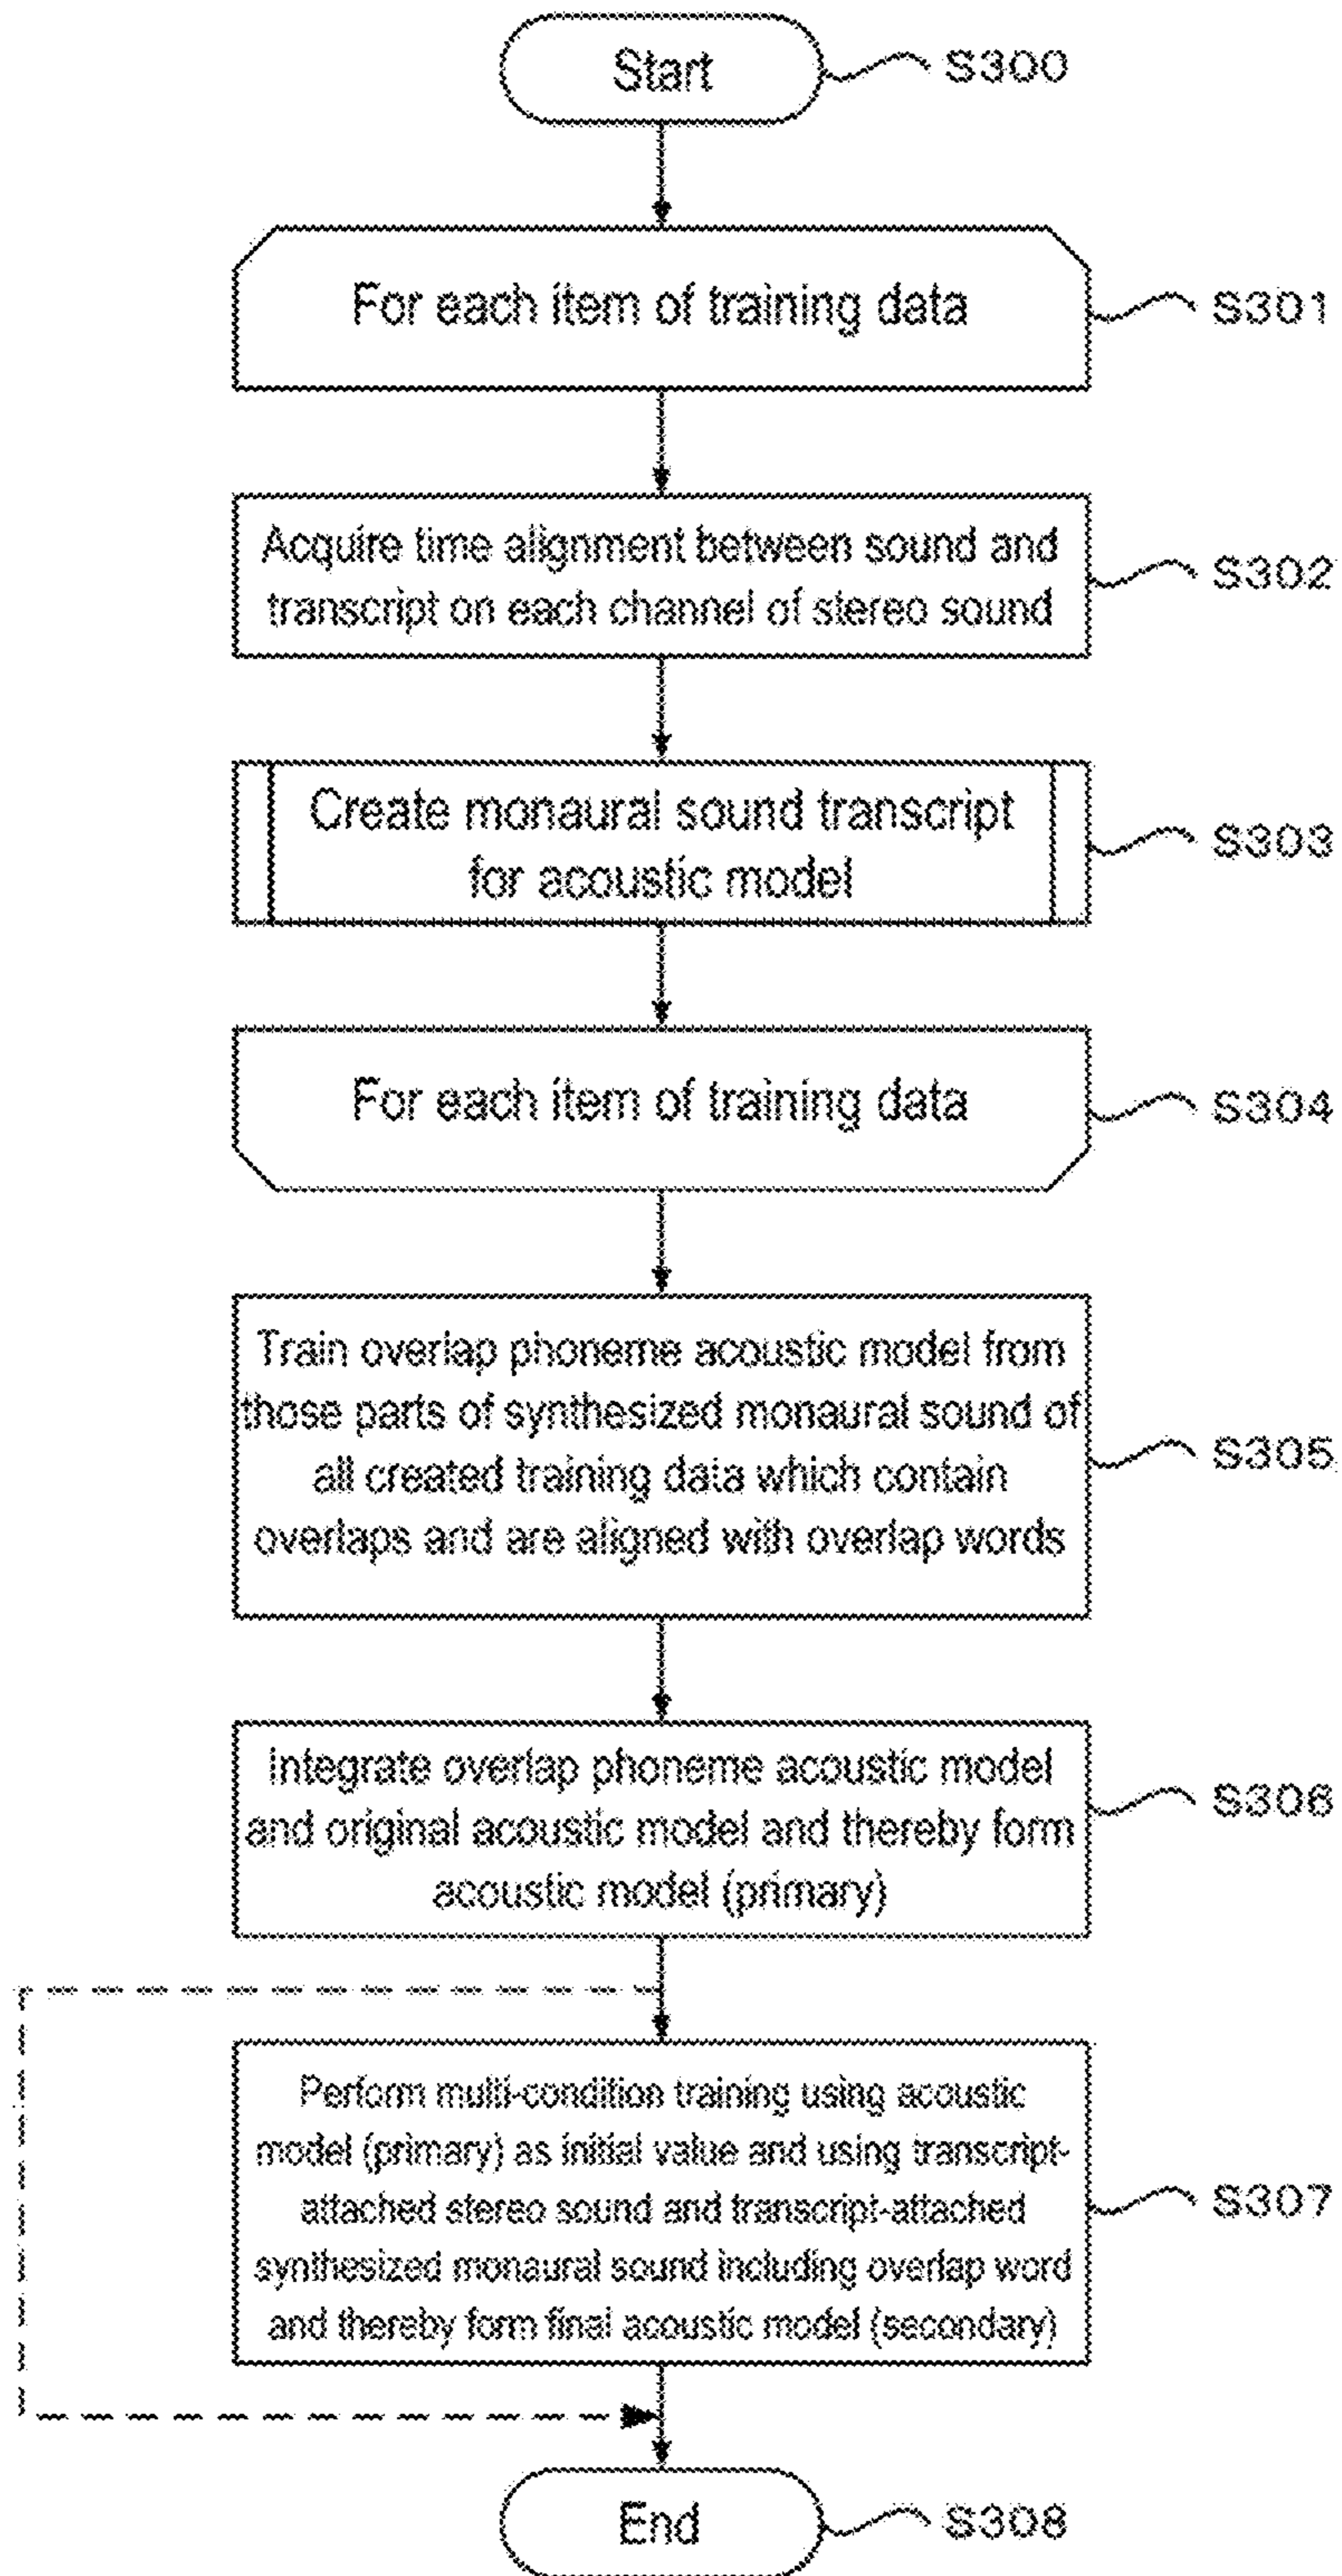 Start
S300
For each item of training data
S301
Acquire time alignment between sound and
transcript on each channel of stereo sound
S302
Create monaural sound transcript
for acoustic model
S303
For each item of training data
S304
Train overlap phoneme acoustic model from
those parts of synthesized monaural sound of
all created training data which contain
overlaps and are aligned with overlap words
S305
Integrate overlap phoneme acoustic model
and original acoustic model and thereby form
acoustic model (primary)
S306
Perform multi-condition training using acoustic
model (primary) as initial value and using transcript-
attached stereo sound and transcript-attached
synthesized monaural sound including overlap word
and thereby form final acoustic model (secondary)
S307
End
S308